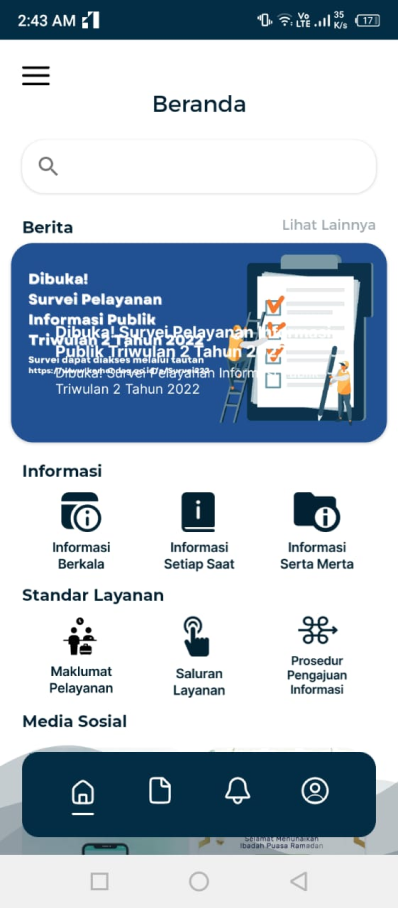 2:43 AM
Vo
LTE
35
K/s
17
Beranda
Berita
Lihat Lainnya
Dibuka!
Survei Pelayanan
Informasi Publik
Triwulan 2 Tahun 2022
Survei dapat diakses melalui tautan
Dibuka! Survei Pelayanan
Publik Triwulan 2 Tahun
Dibuka! Survei Pelayanan
Triwulan 2 Tahun 2022
Informasi
Informasi
Berkala
Informasi
Setiap Saat
Informasi
Serta Merta
Standar Layanan
Maklumat
Pelayanan
Saluran
Layanan
Prosedur
Pengajuan
Informasi
Media Sosial
Selamat Menunaikan
Ibadah Puasa Ramadan